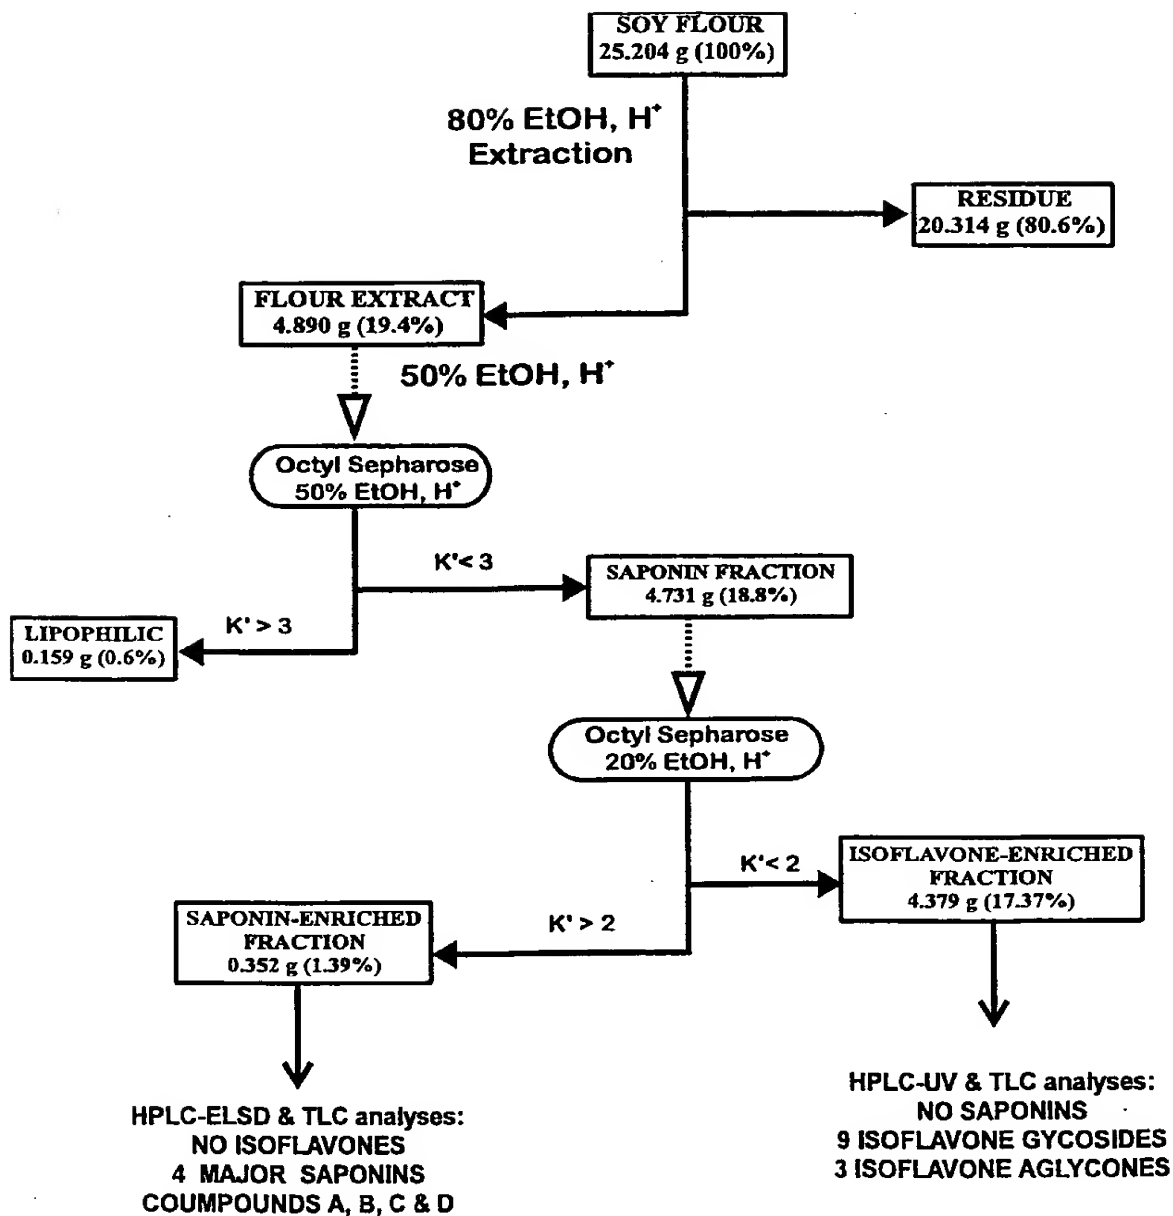 SOY FLOUR
25.204 g (100%)
80% EtOH, H⁺
Extraction
RESIDUE
20.314 g (80.6%)
FLOUR EXTRACT
4.890 g (19.4%)
50% EtOH, H⁺
Octyl Sepharose
50% EtOH, H⁺
K'< 3
SAPONIN FRACTION
4.731 g (18.8%)
K' > 3
LIPOPHILIC
0.159 g (0.6%)
Octyl Sepharose
20% EtOH, H⁺
K'< 2
ISOFLAVONE-ENRICHED
FRACTION
4.379 g (17.37%)
K' > 2
SAPONIN-ENRICHED
FRACTION
0.352 g (1.39%)
HPLC-UV & TLC analyses:
NO SAPONINS
9 ISOFLAVONE GYCOSIDES
3 ISOFLAVONE AGLYCONES
HPLC-ELSD & TLC analyses:
NO ISOFLAVONES
4 MAJOR SAPONINS
COUMPOUNDS A, B, C & D